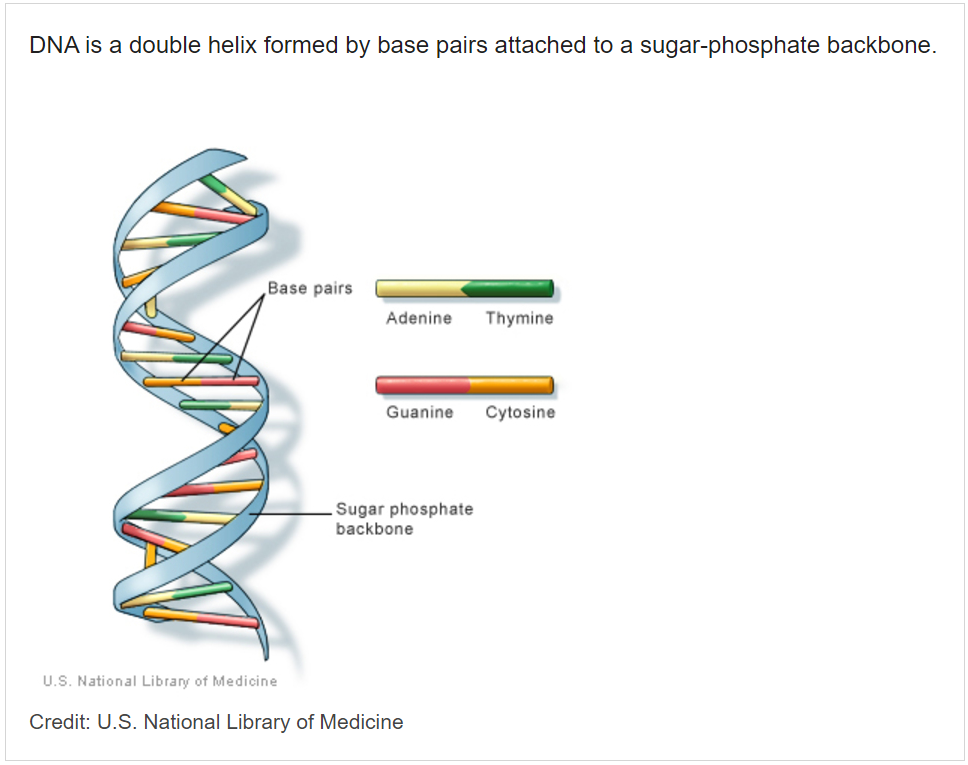 DNA is a double helix formed by base pairs attached to a sugar-phosphate backbone.
Base pairs
Adenine Thymine
Guanine Cytosine
Sugar phosphate
backbone
U.S. National Library of Medicine
Credit: U.S. National Library of Medicine